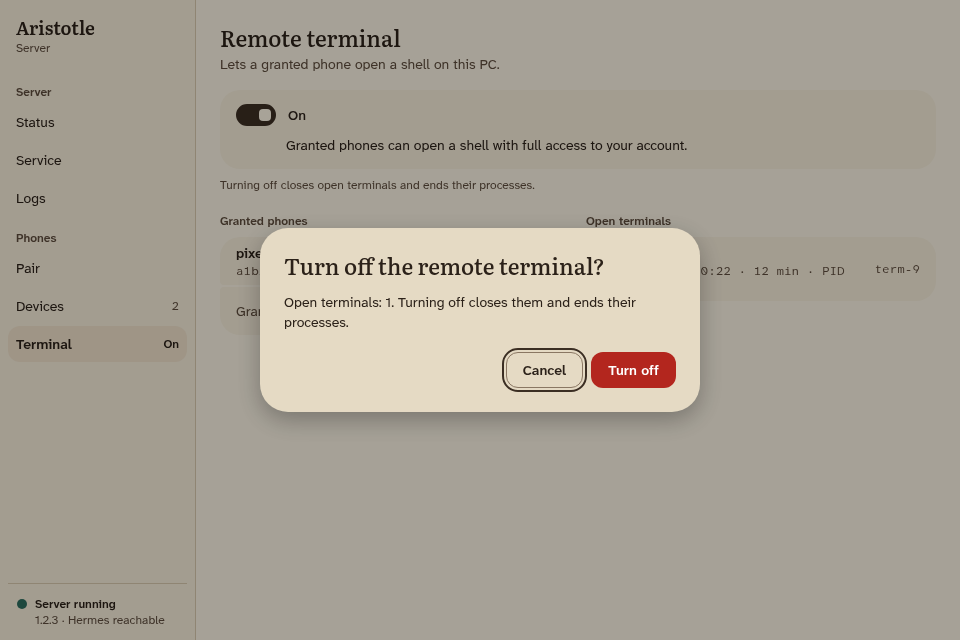 Aristotle
Server
Server
Status
Service
Logs
Phones
Pair
Devices 2
Terminal On
Server running
1.2.3 · Hermes reachable
Remote terminal
Lets a granted phone open a shell on this PC.
On
Granted phones can open a shell with full access to your account.
Turning off closes open terminals and ends their processes.
Granted phones
Open terminals
:22 · 12 min · PID
term-9
Turn off the remote terminal?
Open terminals: 1. Turning off closes them and ends their
processes.
Cancel
Turn off